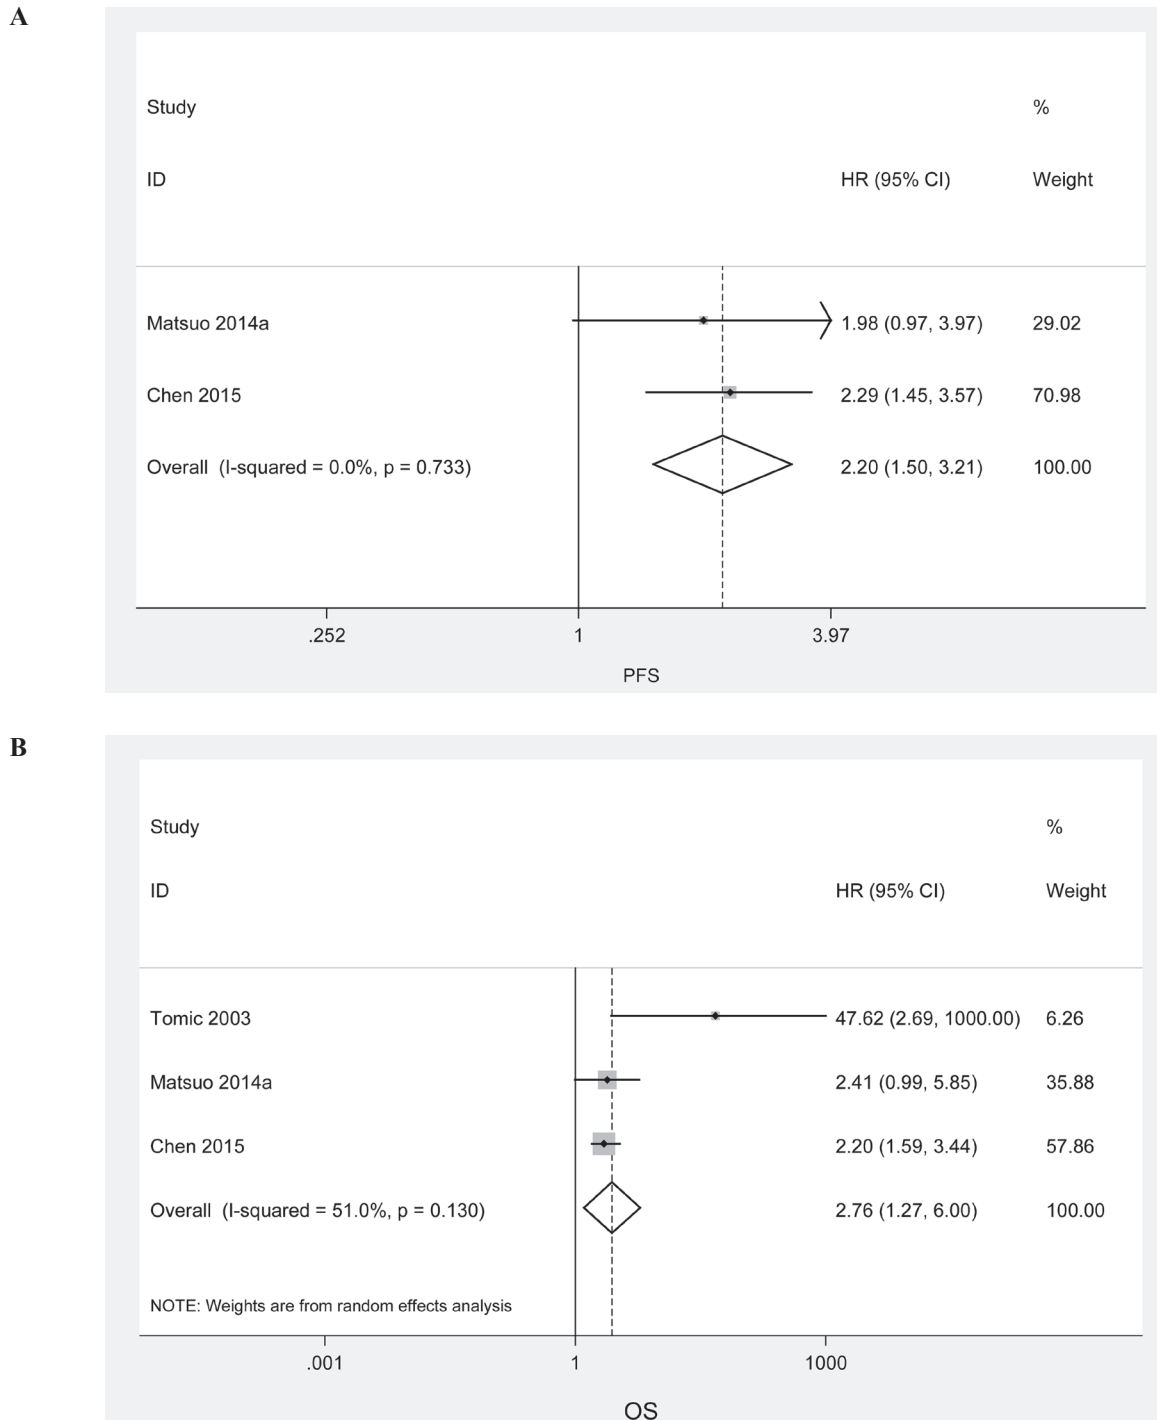 A
Study %
ID HR (95% CI) Weight
Matsuo 2014a 1.98 (0.97, 3.97) 29.02
Chen 2015 2.29 (1.45, 3.57) 70.98
Overall (I-squared = 0.0%, p = 0.733) 2.20 (1.50, 3.21) 100.00
.252 1 3.97
PFS
B
Study %
ID HR (95% CI) Weight
Tomic 2003 47.62 (2.69, 1000.00) 6.26
Matsuo 2014a 2.41 (0.99, 5.85) 35.88
Chen 2015 2.20 (1.59, 3.44) 57.86
Overall (I-squared = 51.0%, p = 0.130) 2.76 (1.27, 6.00) 100.00
NOTE: Weights are from random effects analysis
.001 1 1000
OS